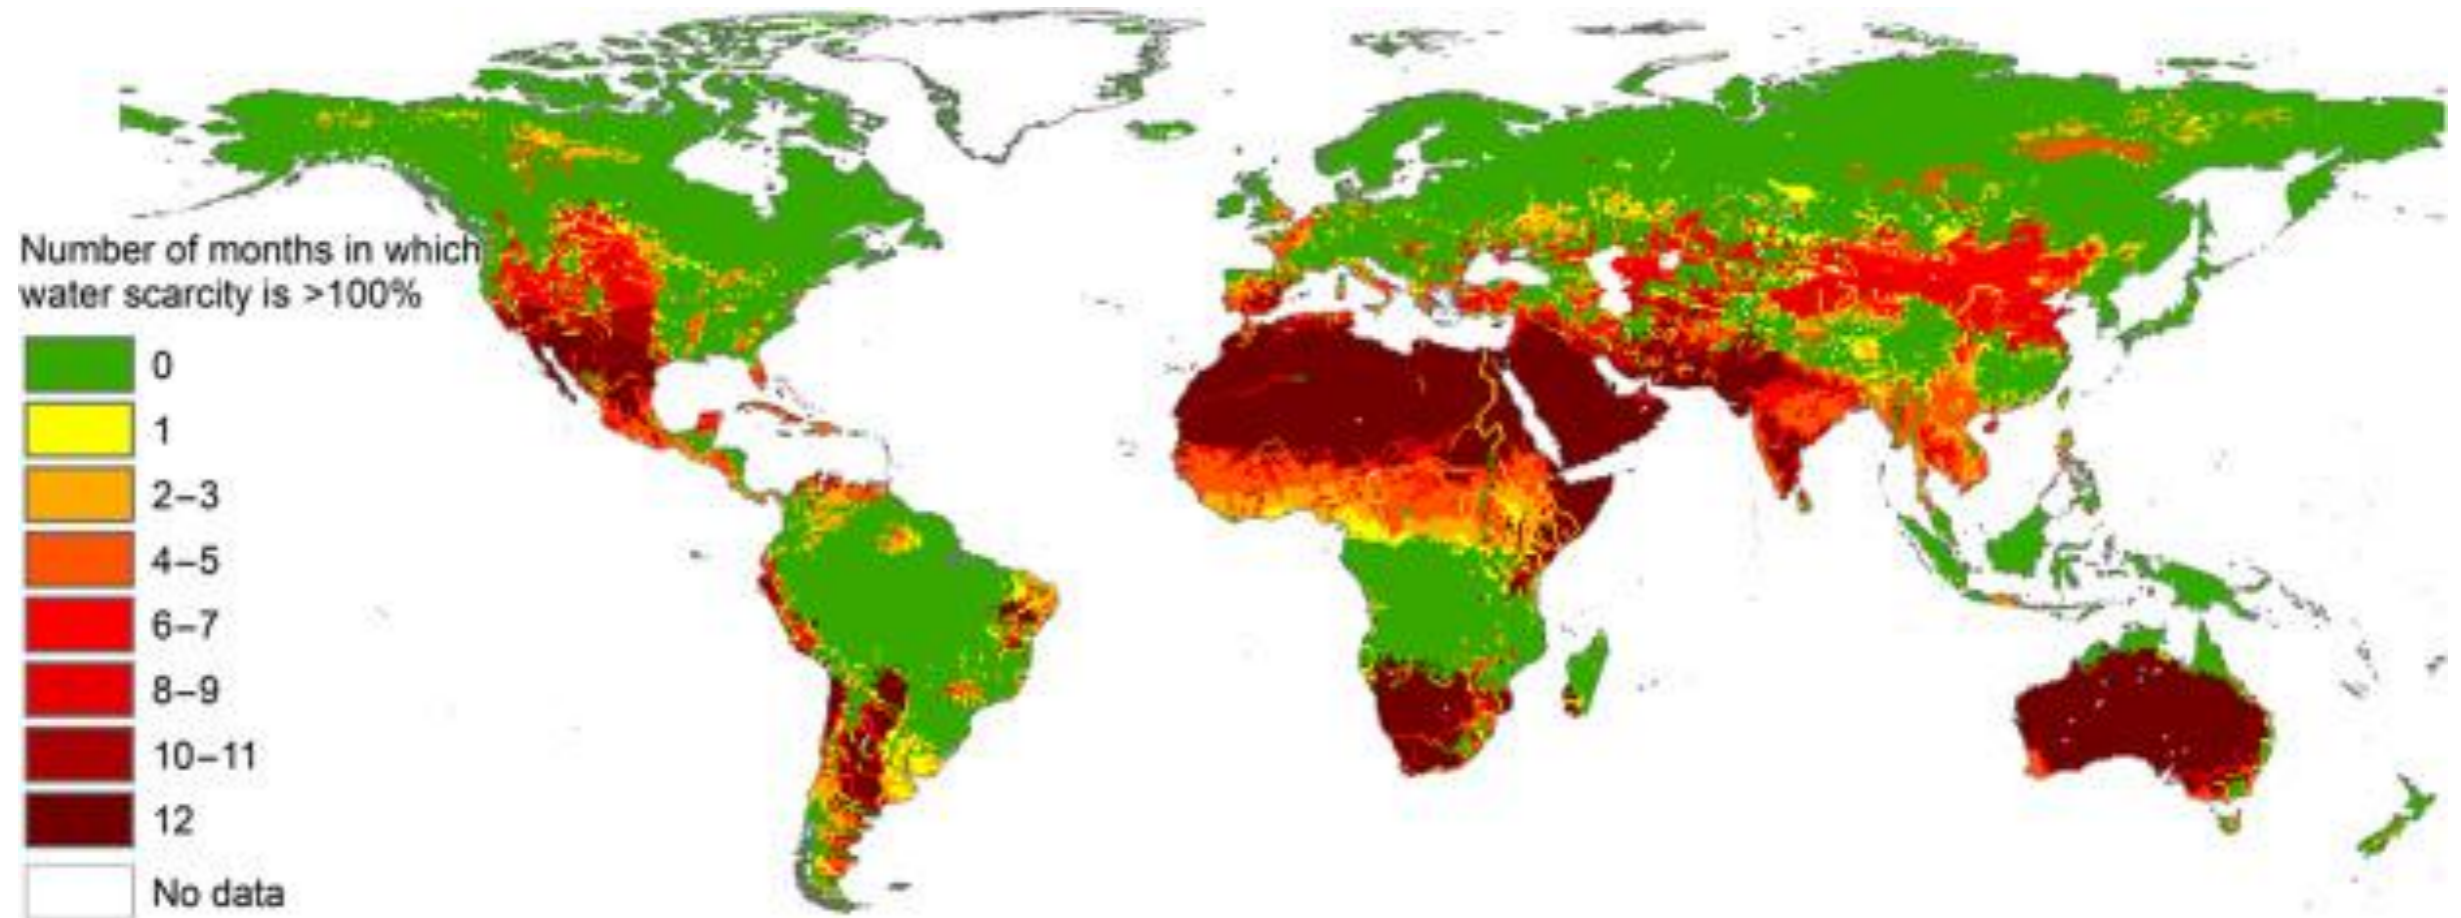 Number of months in which
water scarcity is >100%
0
1
2–3
4–5
6–7
8–9
10–11
12
No data